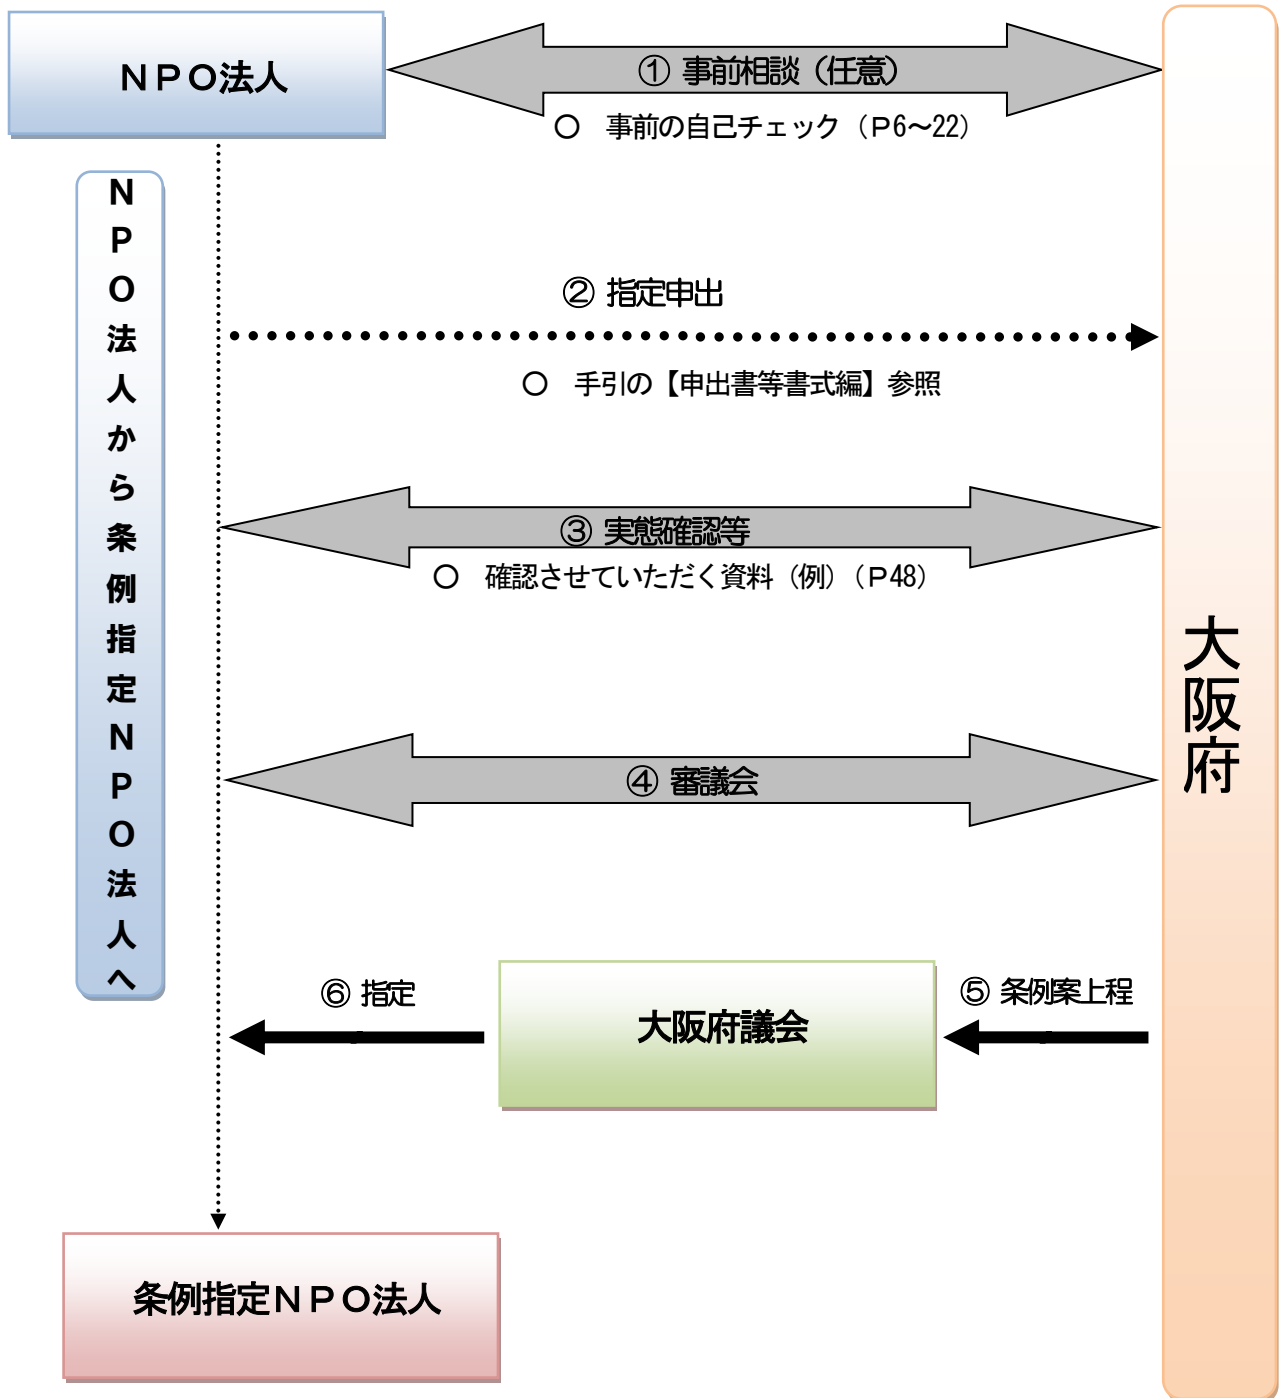 ＮＰＯ法人
① 事前相談（任意）
○　事前の自己チェック（Ｐ6～22）
ＮＰＯ法人から条例指定ＮＰＯ法人へ
② 指定申出
○　手引の【申出書等書式編】参照
③ 実態確認等
○　確認させていただく資料（例）（Ｐ48）
大阪府
④ 審議会
⑥ 指定
大阪府議会
⑤ 条例案上程
条例指定ＮＰＯ法人